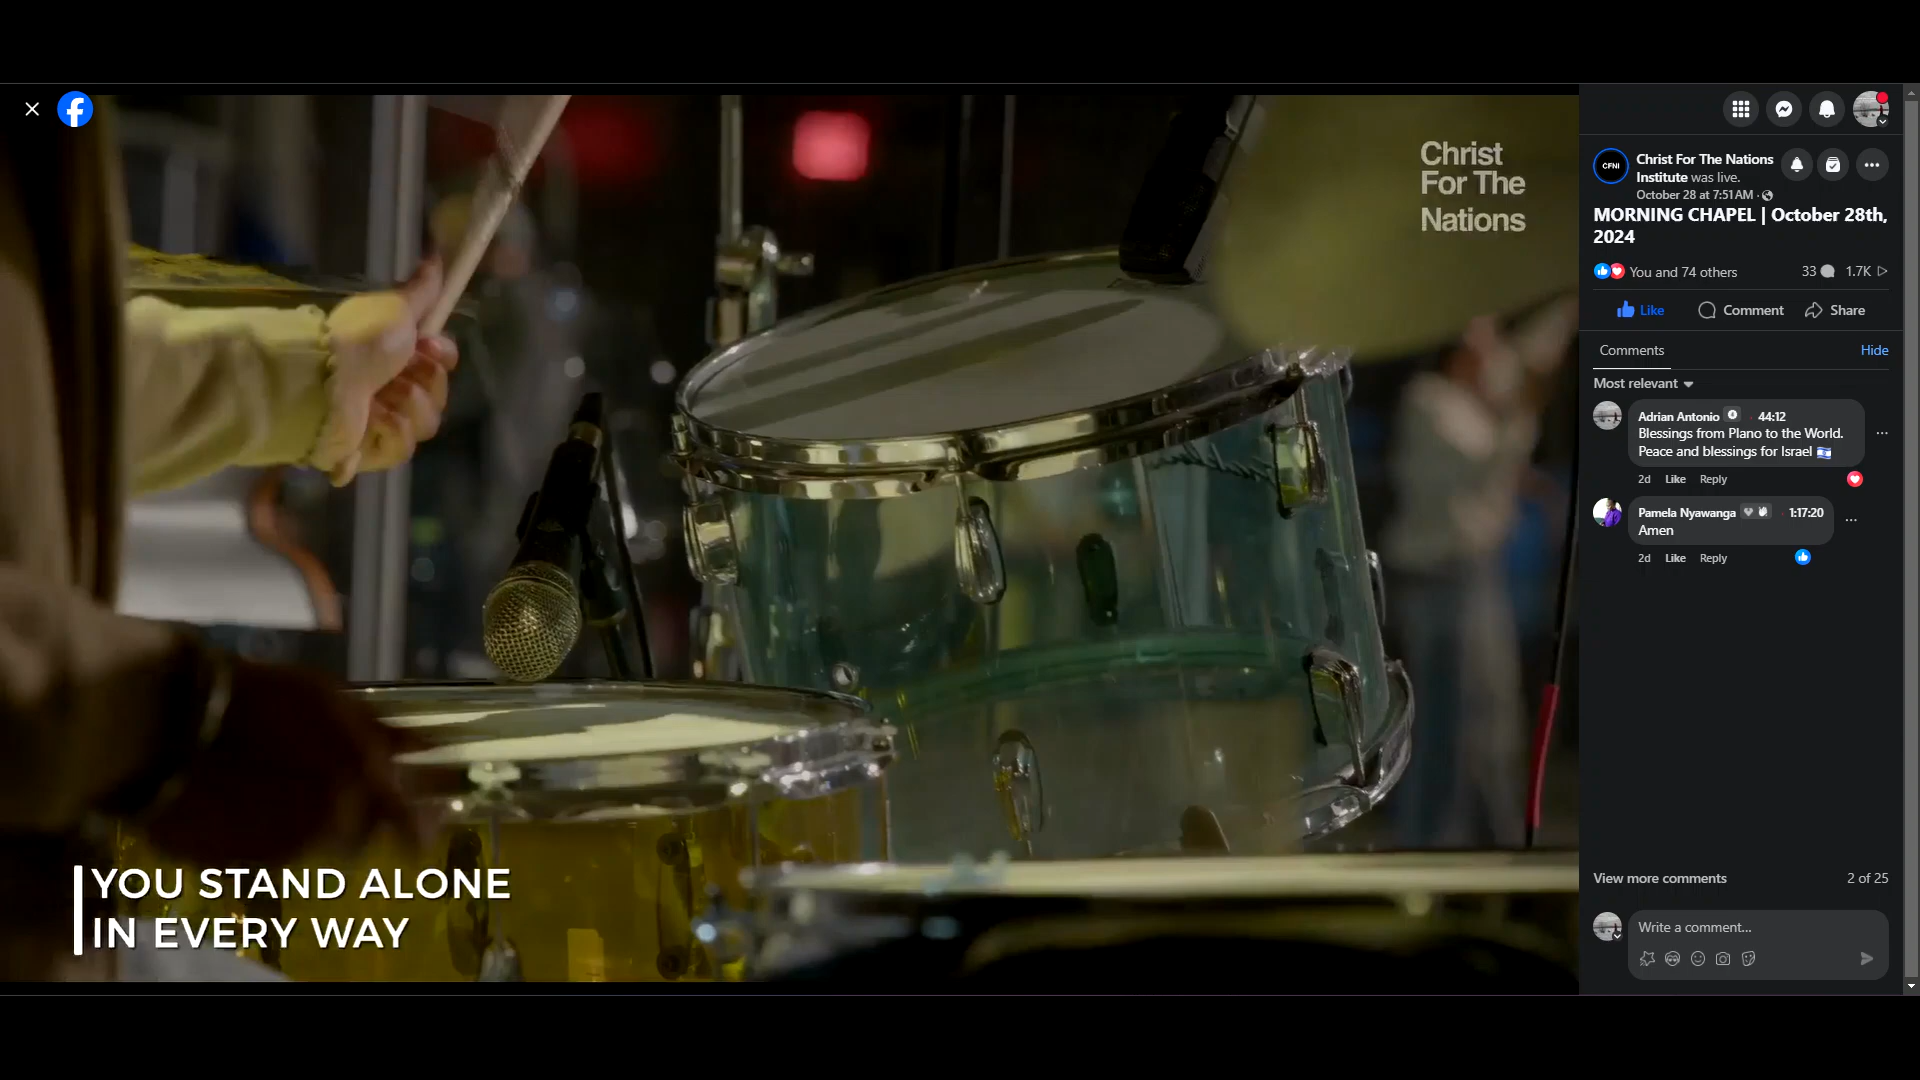 Christ
For The
Nations
YOU STAND ALONE
IN EVERY WAY
CFNI
Christ For The Nations
Institute was live.
October 28 at 7:51 AM ·
MORNING CHAPEL | October 28th,
2024
You and 74 others
33
1.7K
Like
Comment
Share
Comments
Hide
Most relevant
Adrian Antonio · 44:12
Blessings from Plano to the World.
Peace and blessings for Israel 🇮🇱
2d Like Reply
Pamela Nyawanga · 1:17:20
Amen
2d Like Reply
View more comments
2 of 25
Write a comment...